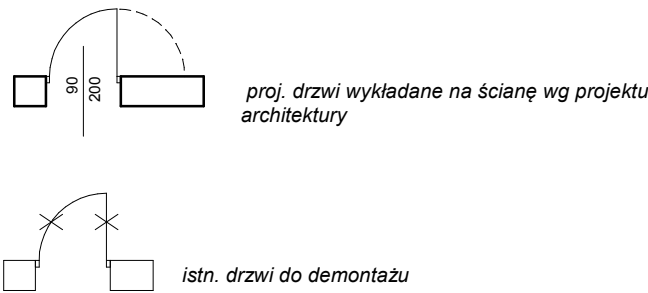 90
200
proj. drzwi wykładane na ścianę wg projektu
architektury
istn. drzwi do demontażu